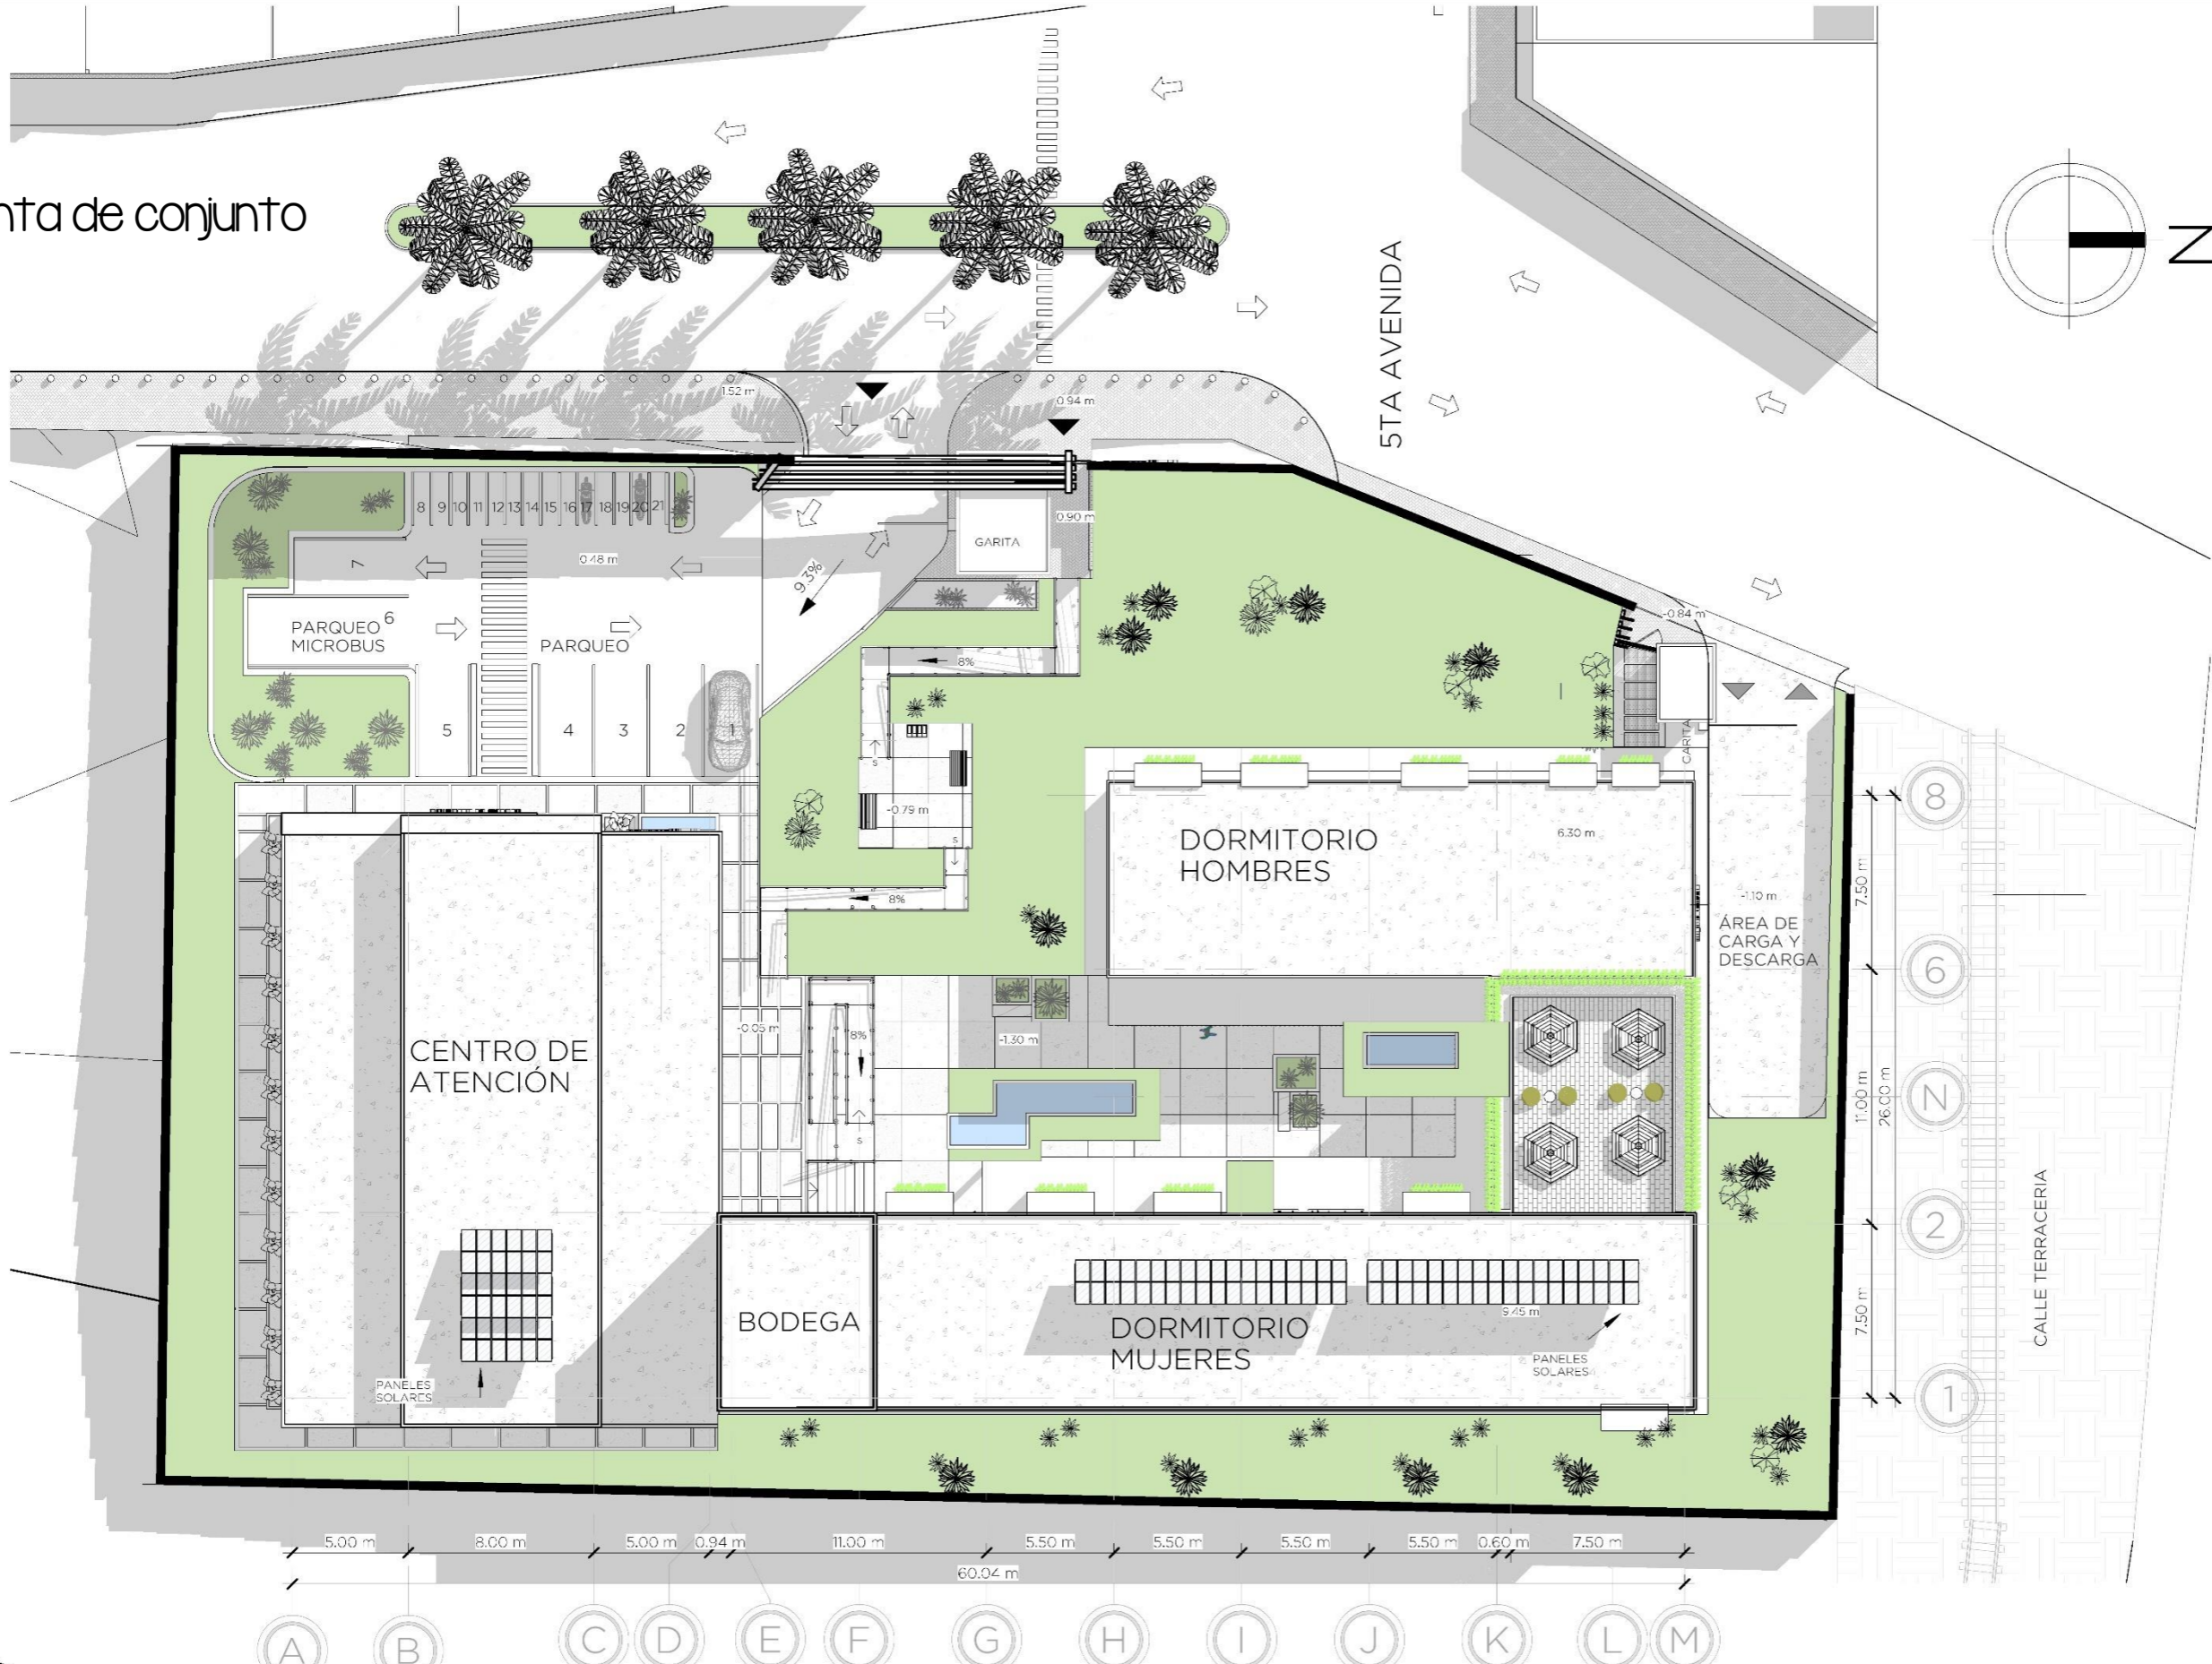 nta de conjunto
N
5TA AVENIDA
1.52 m
0.94 m
0.90 m
GARITA
8 9 10 11 12 13 14 15 16 17 18 19 20 21
7
0.48 m
9.3%
PARQUEO 6
MICROBUS
PARQUEO
8%
-0.84 m
5 4 3 2 1
S
-0.79 m
S
8%
DORMITORIO
HOMBRES
6.30 m
-1.10 m
ÁREA DE
CARGA Y
DESCARGA
8
7.50 m
6
CENTRO DE
ATENCIÓN
-0.05 m
8%
S
-1.30 m
11.00 m
26.00 m
N
2
CALLE TERRACERIA
7.50 m
1
BODEGA
DORMITORIO
MUJERES
9.45 m
PANELES
SOLARES
PANELES
SOLARES
5.00 m 8.00 m 5.00 m 0.94 m 11.00 m 5.50 m 5.50 m 5.50 m 5.50 m 0.60 m 7.50 m
60.04 m
A B C D E F G H I J K L M